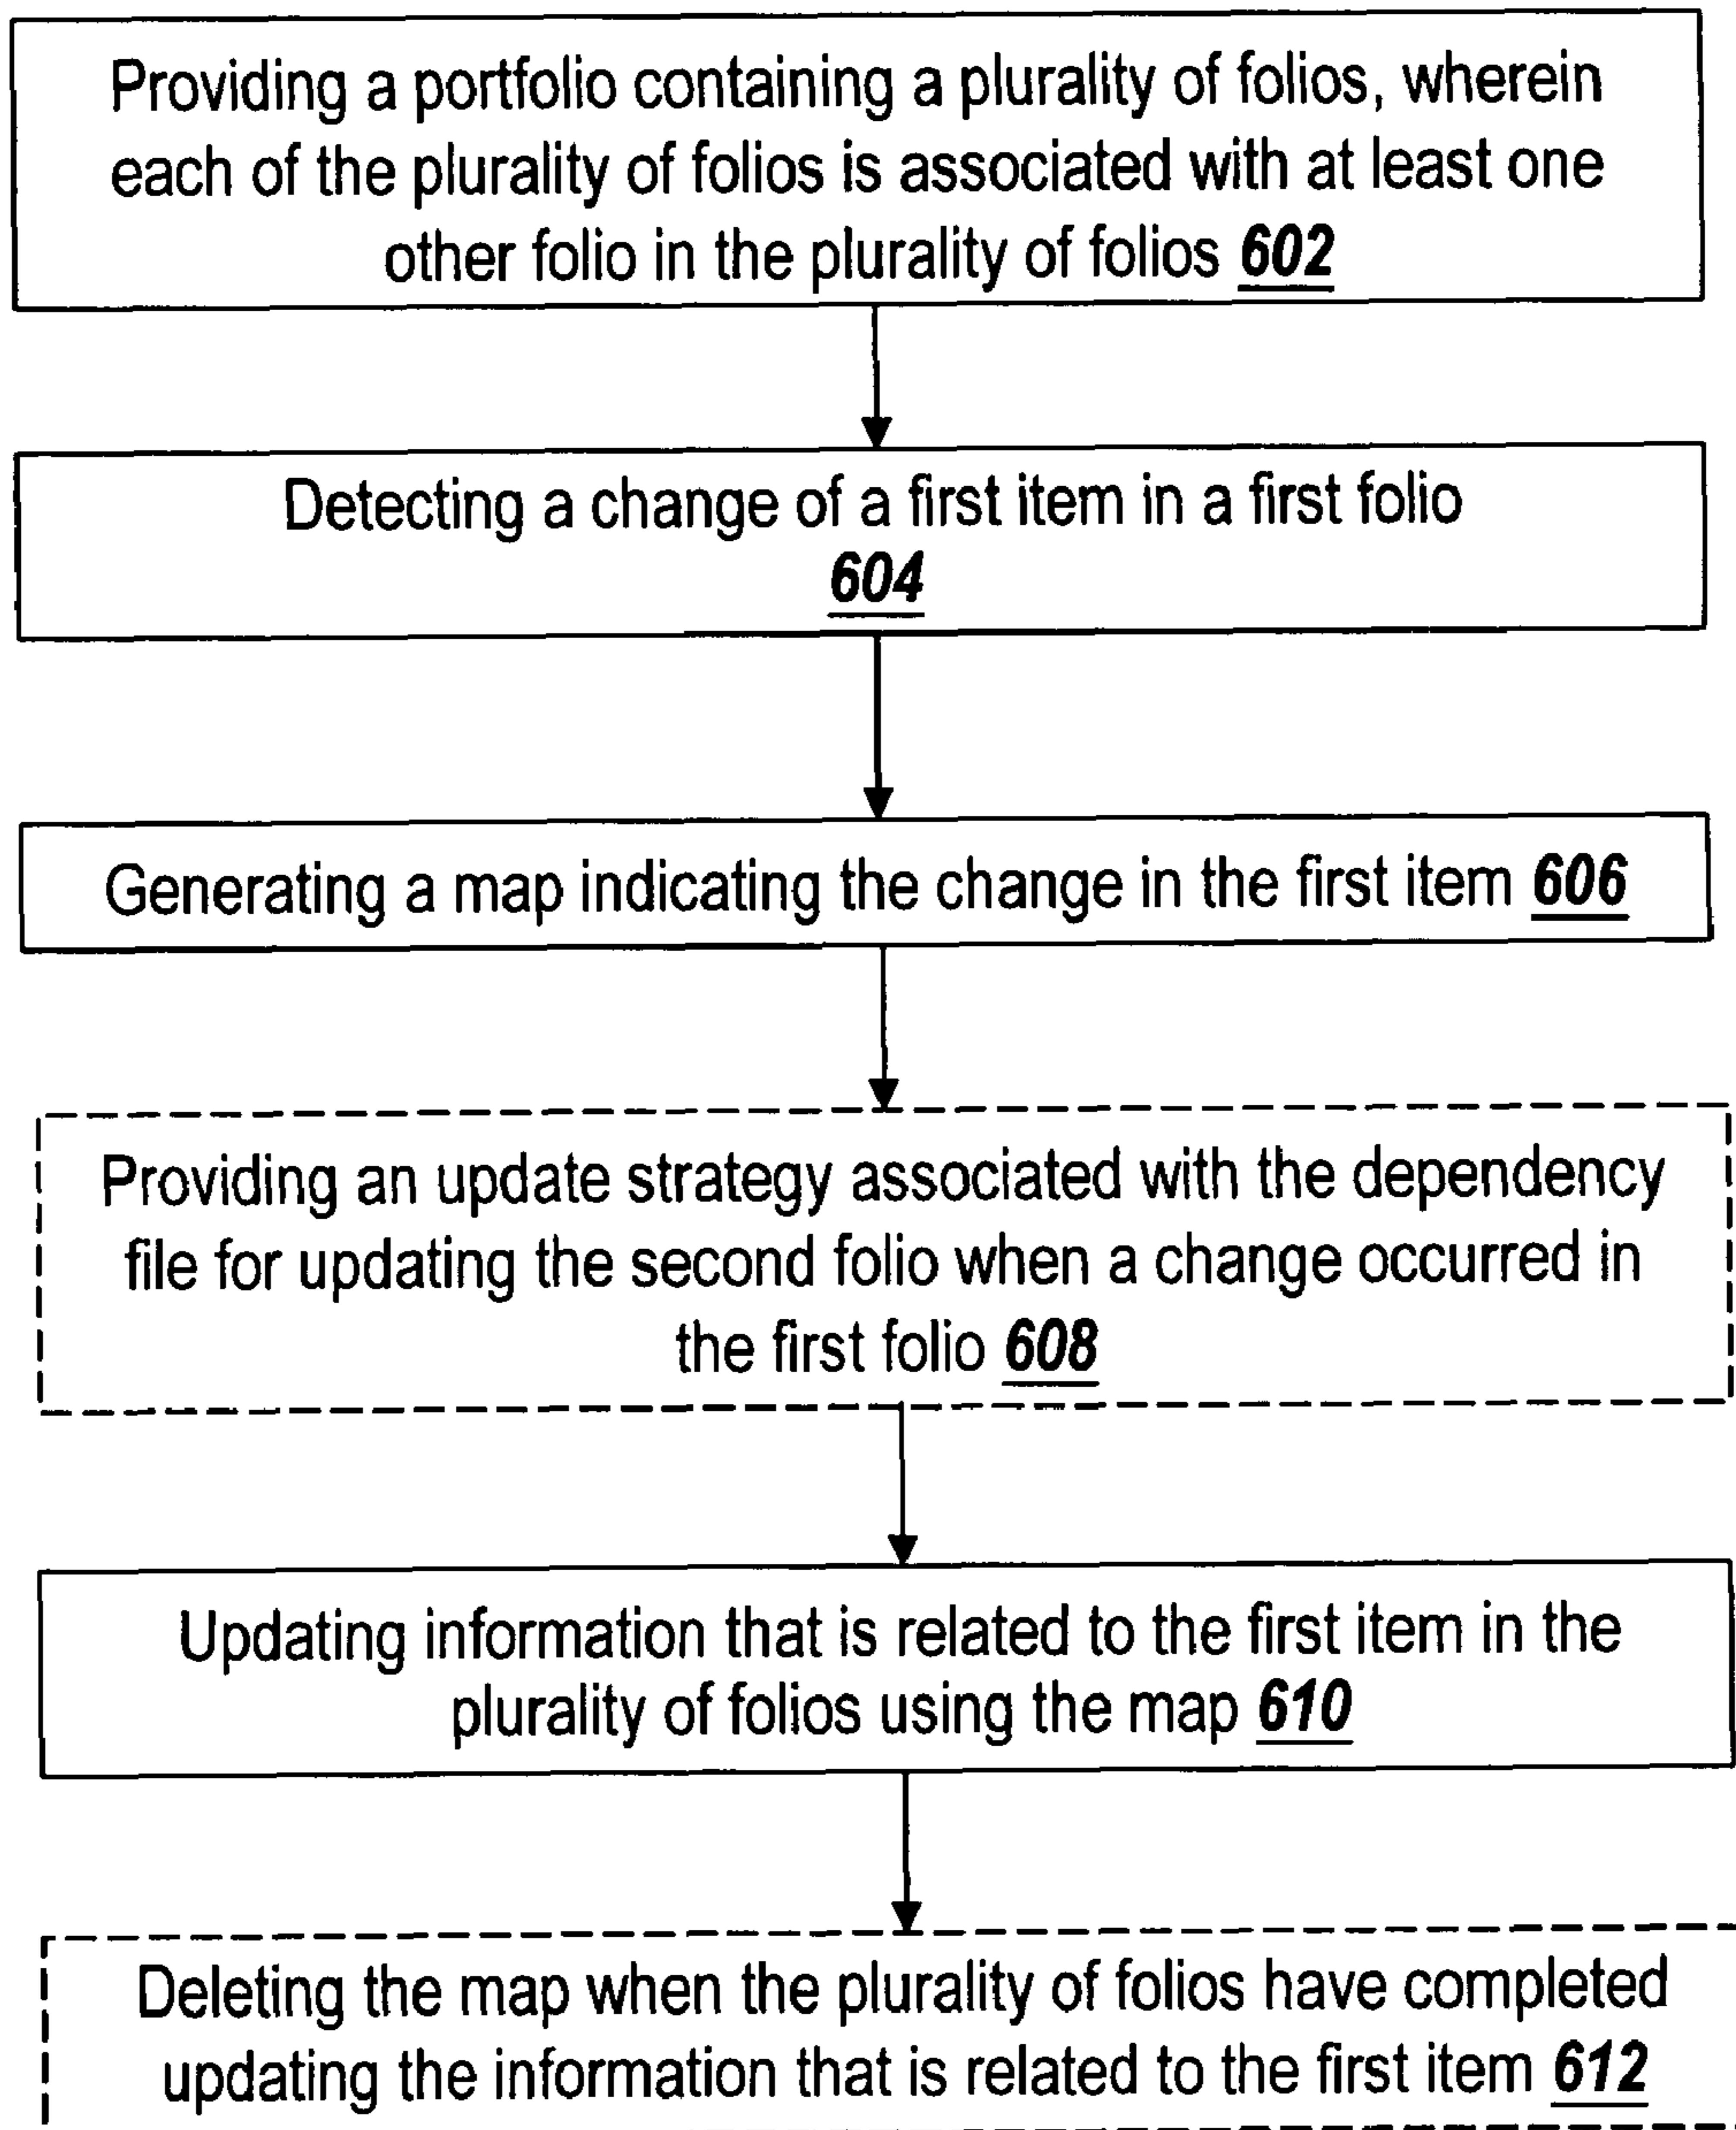 Providing a portfolio containing a plurality of folios, wherein
each of the plurality of folios is associated with at least one
other folio in the plurality of folios 602
Detecting a change of a first item in a first folio
604
Generating a map indicating the change in the first item 606
Providing an update strategy associated with the dependency
file for updating the second folio when a change occurred in
the first folio 608
Updating information that is related to the first item in the
plurality of folios using the map 610
Deleting the map when the plurality of folios have completed
updating the information that is related to the first item 612